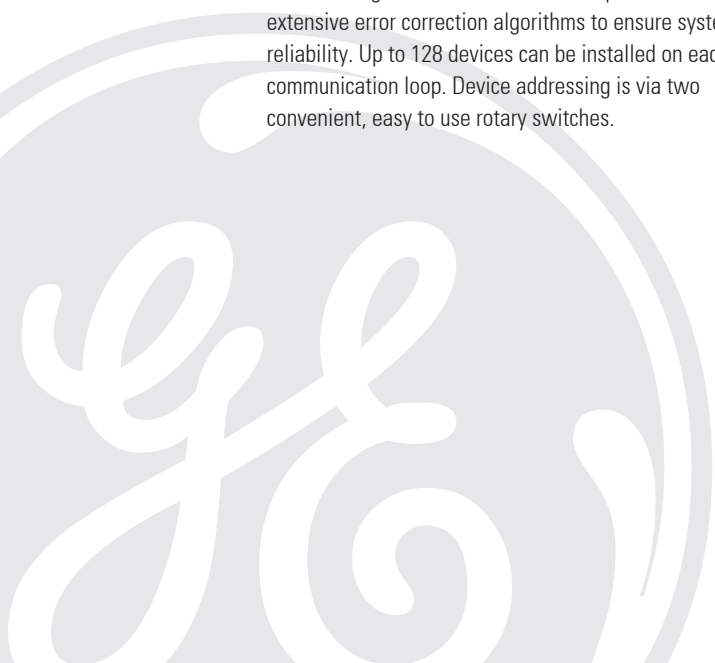 extensive error correction algorithms to ensure syste
reliability. Up to 128 devices can be installed on eac
communication loop. Device addressing is via two
convenient, easy to use rotary switches.
GE